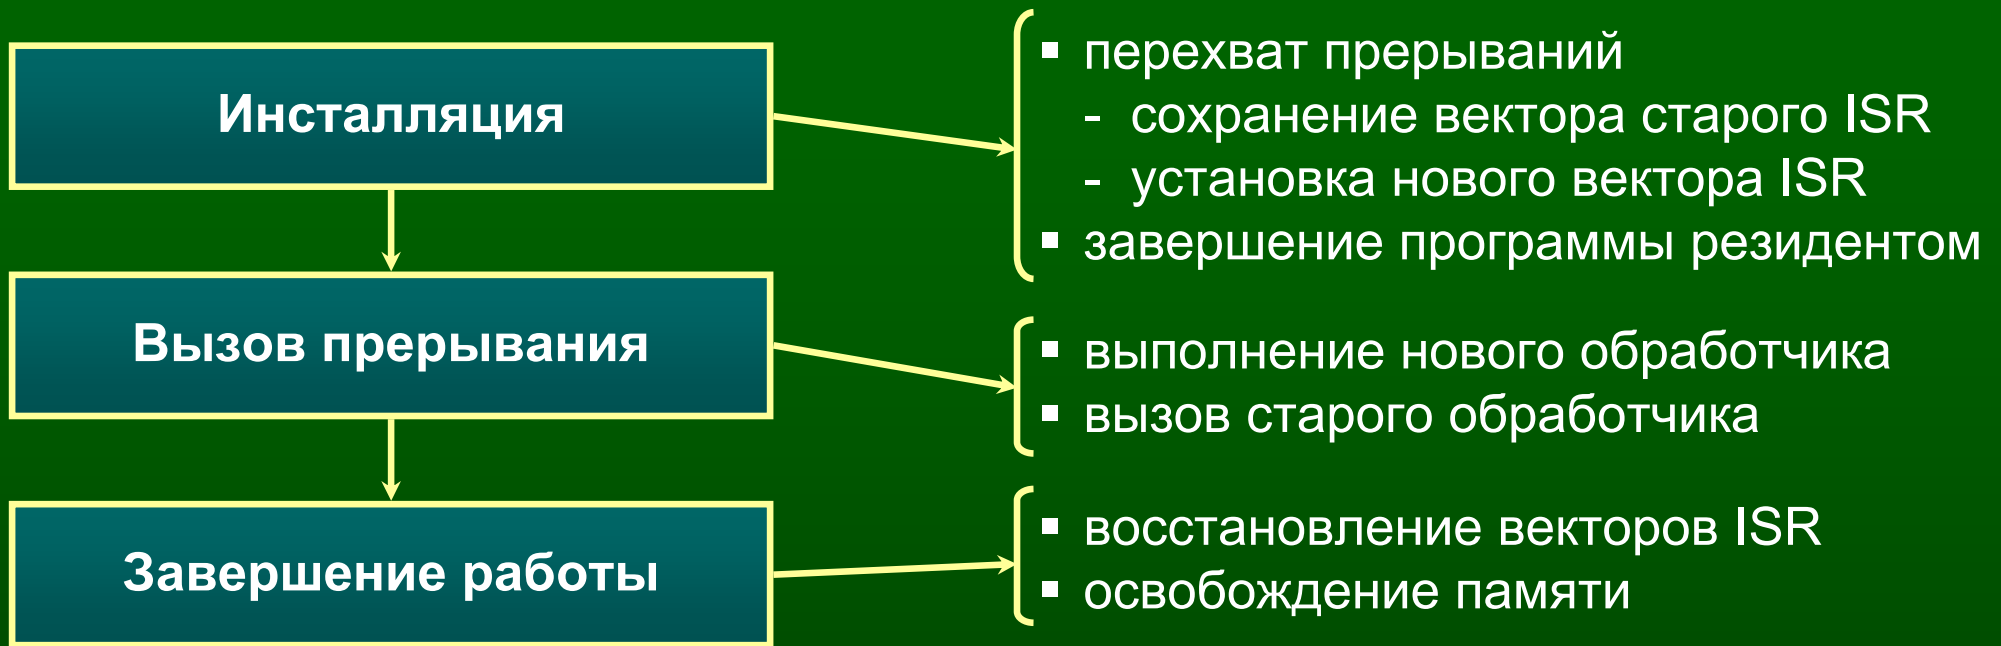 Инсталляция
▪ перехват прерываний
- сохранение вектора старого ISR
- установка нового вектора ISR
▪ завершение программы резидентом
Вызов прерывания
▪ выполнение нового обработчика
▪ вызов старого обработчика
Завершение работы
▪ восстановление векторов ISR
▪ освобождение памяти